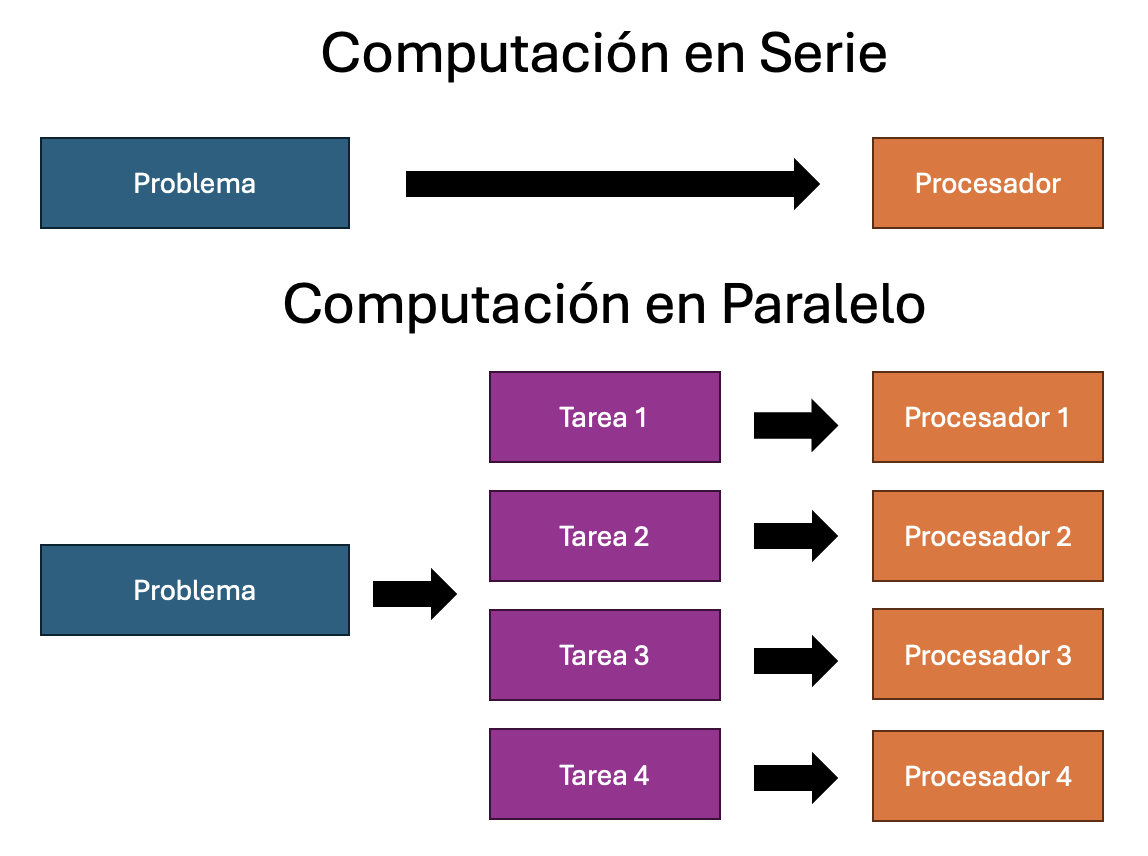 Computación en Serie
Problema
Procesador
Computación en Paralelo
Tarea 1
Procesador 1
Tarea 2
Procesador 2
Problema
Tarea 3
Procesador 3
Tarea 4
Procesador 4